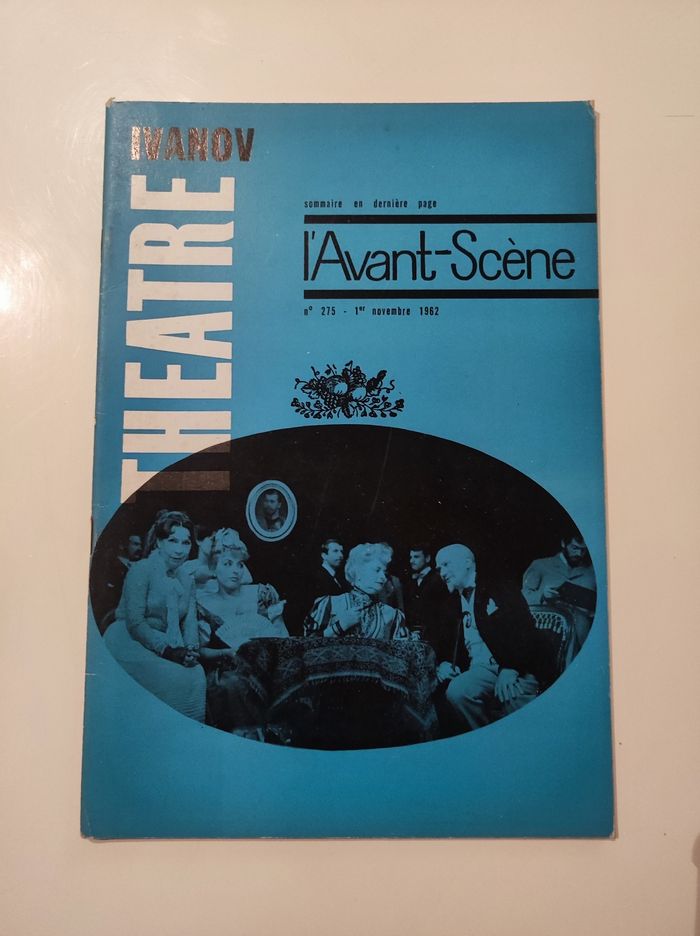 IVANOV
THEATRE
sommaire en dernière page
l'Avant-Scène
n° 275 - 1er novembre 1962